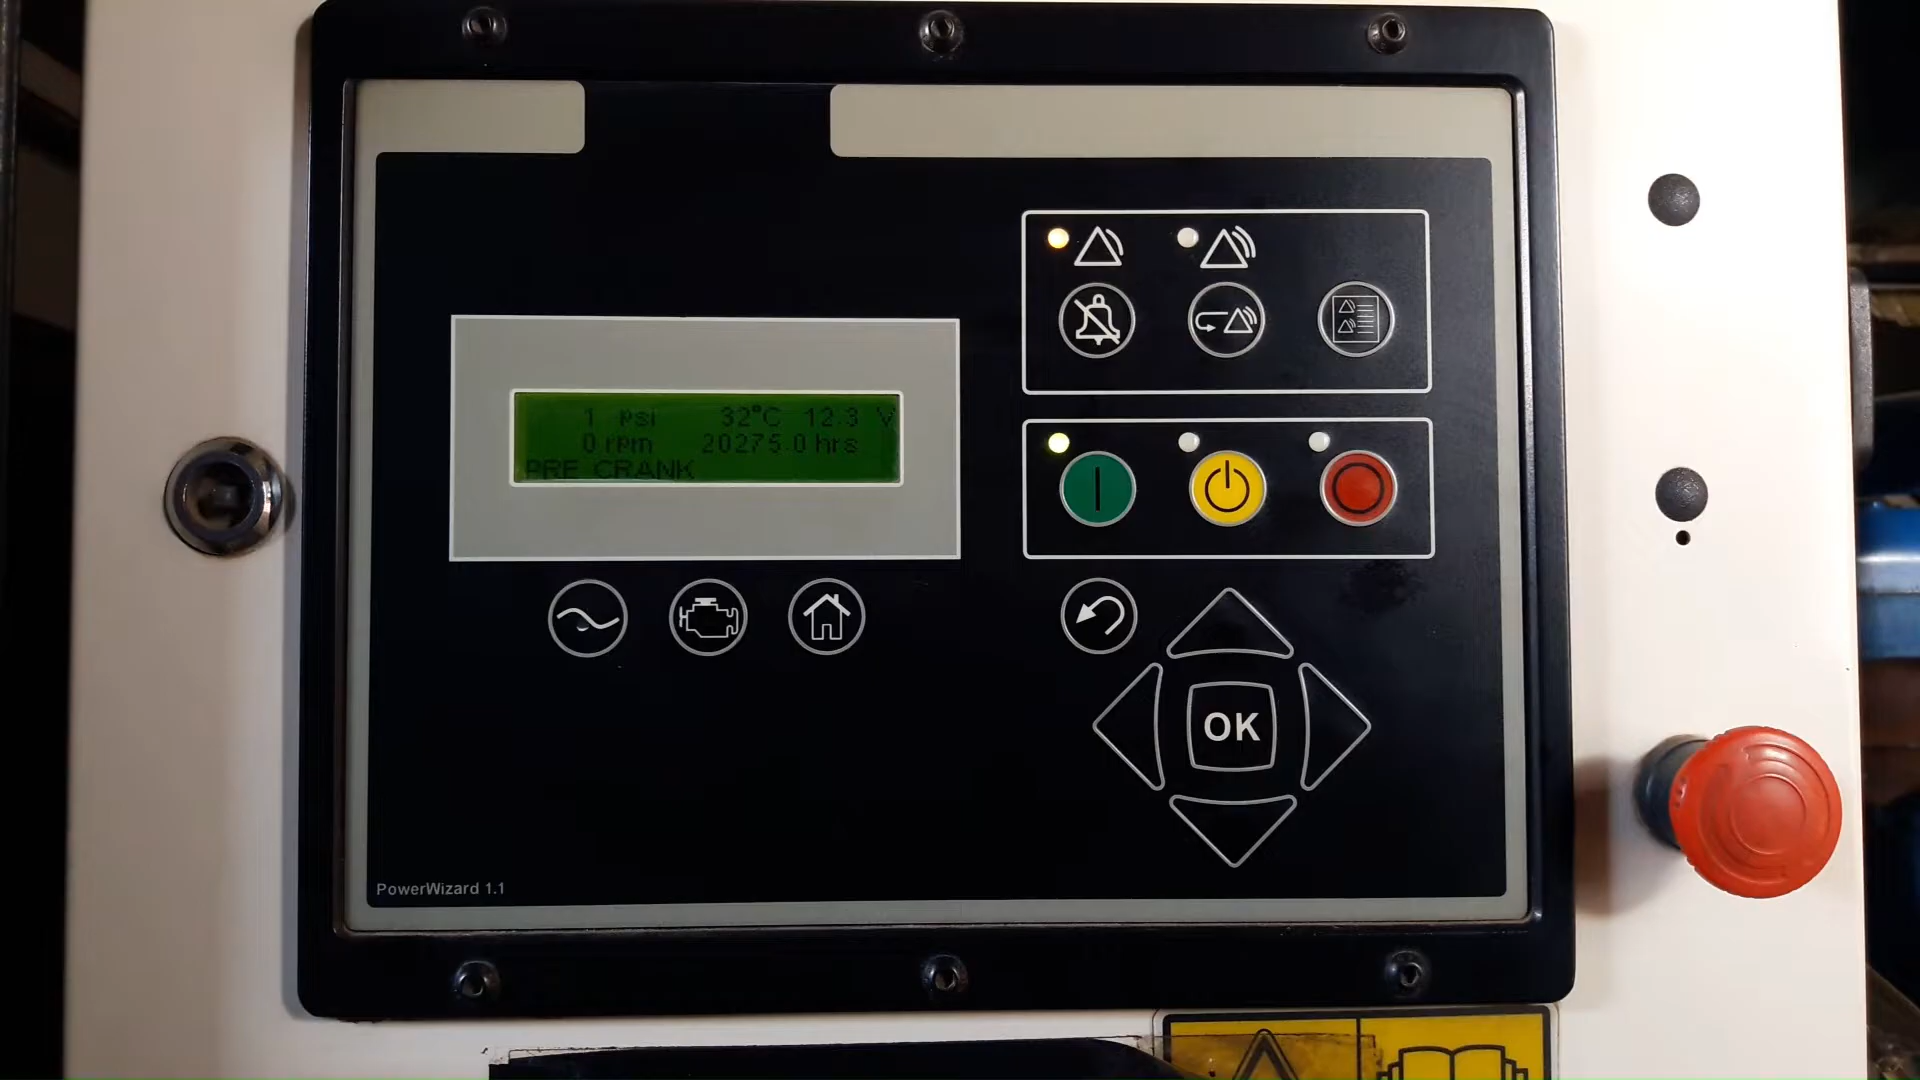 1 psi 32°C 12.3 V
0 rpm 20275.0 hrs
PRE CRANK
OK
PowerWizard 1.1